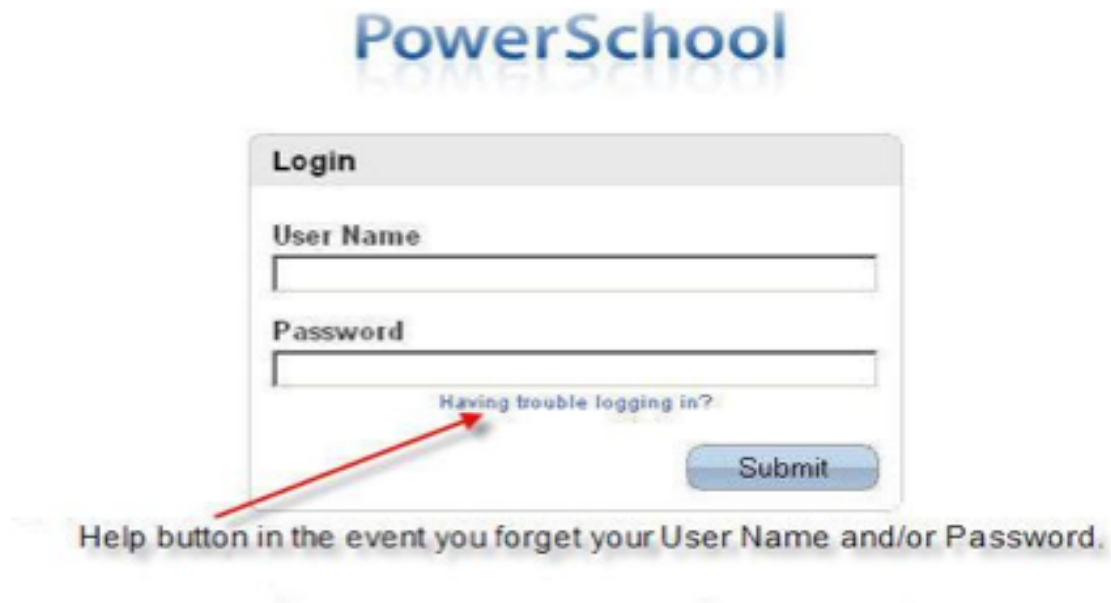 PowerSchool
Login
User Name
Password
Having trouble logging in?
Submit
Help button in the event you forget your User Name and/or Password.